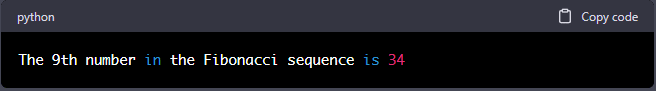 python
Copy code
The 9th number in the Fibonacci sequence is 34